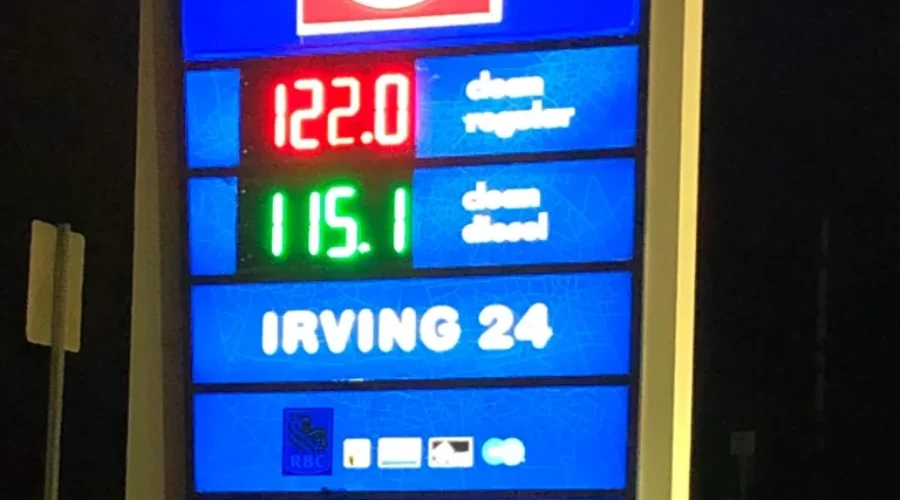 122.0
clean
regular
115.1
clean
diesel
IRVING 24
RBC